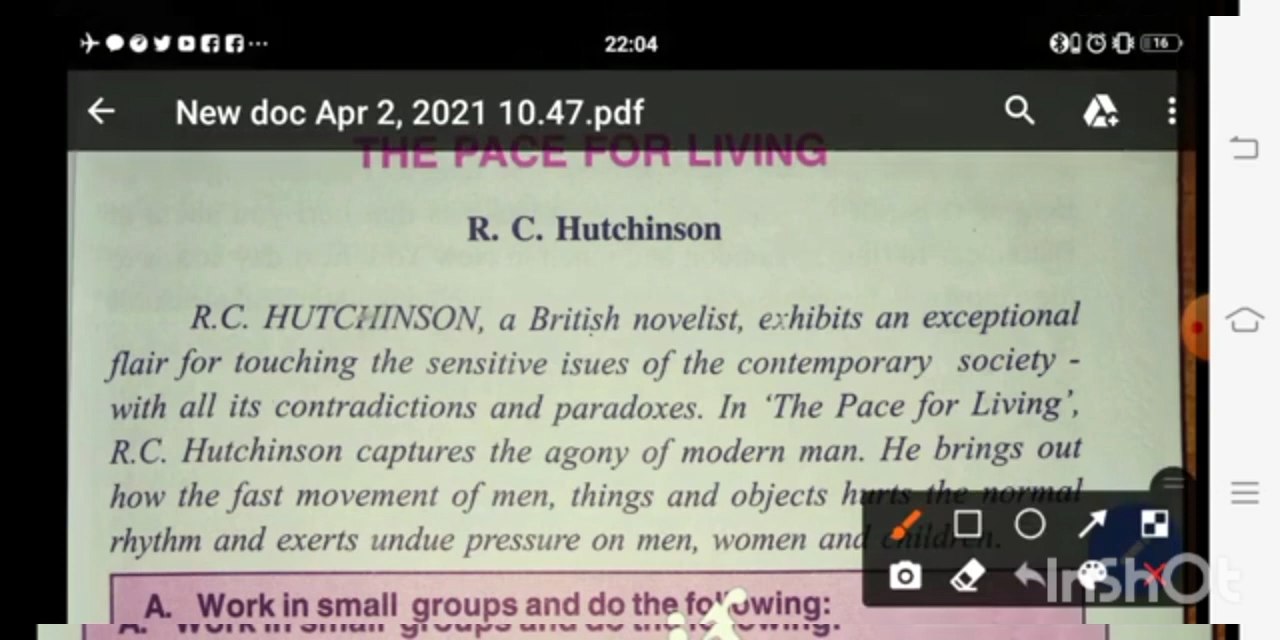 22:04
16
New doc Apr 2, 2021 10.47.pdf
THE PACE FOR LIVING
R. C. Hutchinson
R.C. HUTCHINSON, a British novelist, exhibits an exceptional
flair for touching the sensitive isues of the contemporary society -
with all its contradictions and paradoxes. In ‘The Pace for Living’,
R.C. Hutchinson captures the agony of modern man. He brings out
how the fast movement of men, things and objects hurts the normal
rhythm and exerts undue pressure on men, women and children.
A. Work in small groups and do the following:
InShOt